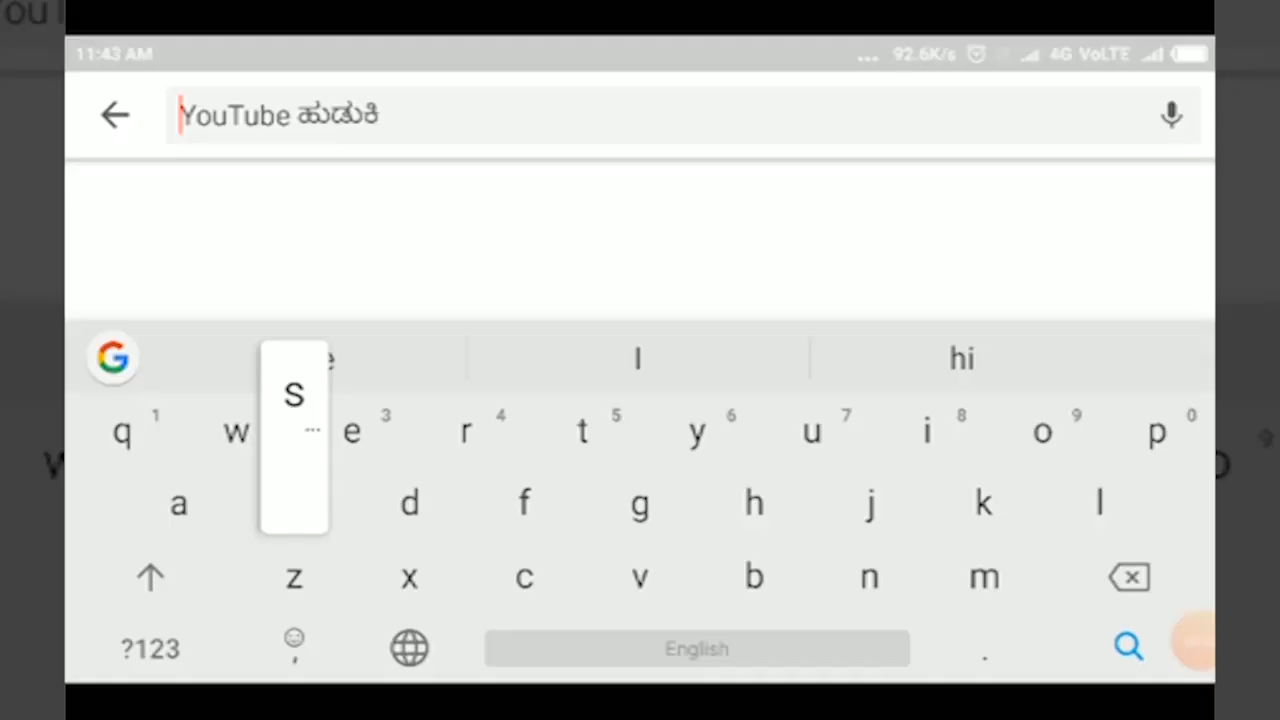 11:43 AM ... 92.6K/s 4G VoLTE
YouTube ಹುಡುಕಿ
I hi
q 1 w e 3 r 4 t 5 y 6 u 7 i 8 o 9 p 0
S
...
a d f g h j k l
z x c v b n m
?123 , English .